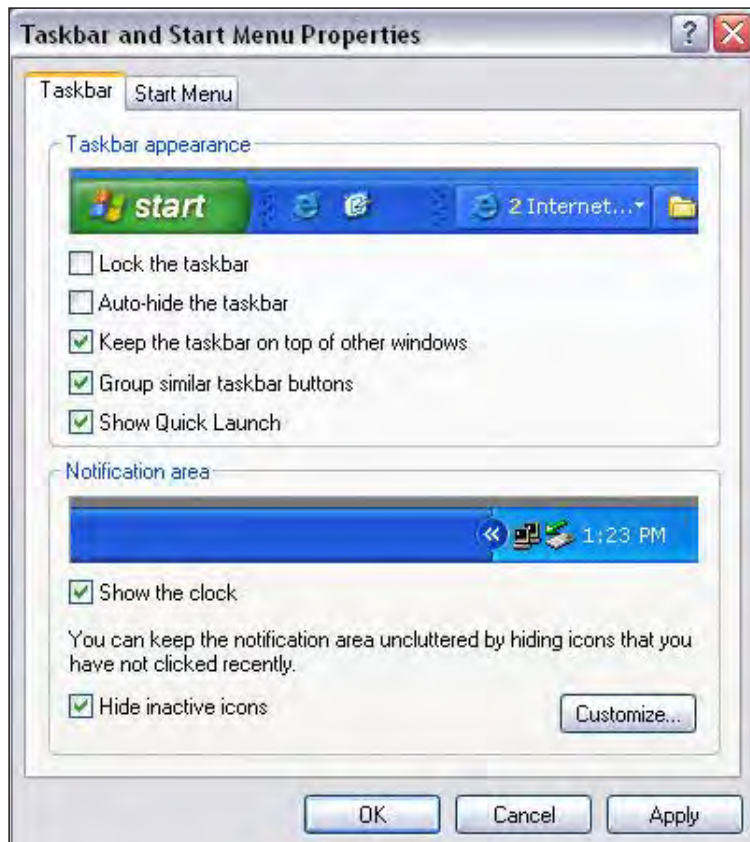 Taskbar and Start Menu Properties
?
Taskbar
Start Menu
Taskbar appearance
start
2 Internet...
Lock the taskbar
Auto-hide the taskbar
Keep the taskbar on top of other windows
Group similar taskbar buttons
Show Quick Launch
Notification area
1:23 PM
Show the clock
You can keep the notification area uncluttered by hiding icons that you
have not clicked recently.
Hide inactive icons
Customize...
OK
Cancel
Apply